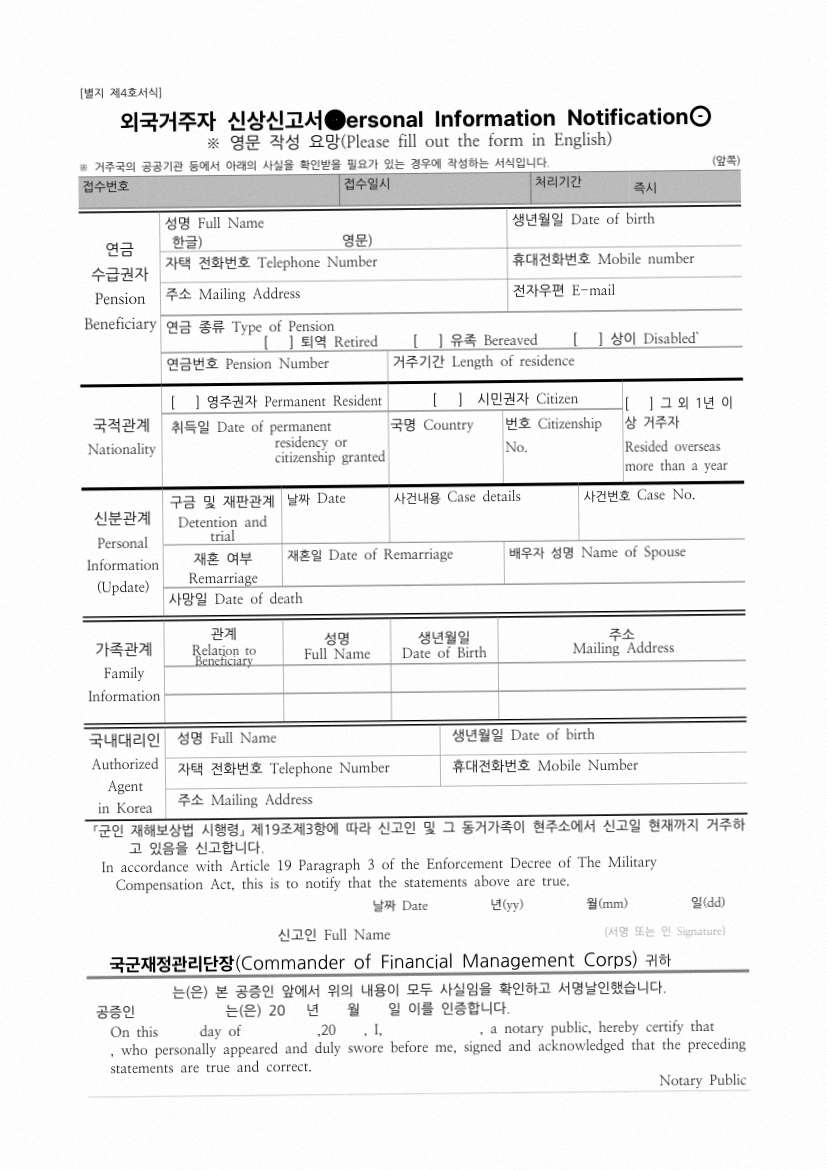 [별지 제4호서식]
외국거주자 신상신고서●ersonal Information Notification㊀
※ 영문 작성 요망(Please fill out the form in English)
※ 거주국의 공공기관 등에서 아래의 사실을 확인받을 필요가 있는 경우에 작성하는 서식입니다. (앞쪽)
접수번호 접수일시 처리기간 즉시
연금
수급권자
Pension
Beneficiary
성명 Full Name
한글) 영문)
생년월일 Date of birth
자택 전화번호 Telephone Number
휴대전화번호 Mobile number
주소 Mailing Address
전자우편 E-mail
연금 종류 Type of Pension
[ ] 퇴역 Retired [ ] 유족 Bereaved [ ] 상이 Disabled`
연금번호 Pension Number
거주기간 Length of residence
국적관계
Nationality
[ ] 영주권자 Permanent Resident
[ ] 시민권자 Citizen
[ ] 그 외 1년 이
상 거주자
Resided overseas
more than a year
취득일 Date of permanent
residency or
citizenship granted
국명 Country
번호 Citizenship
No.
신분관계
Personal
Information
(Update)
구금 및 재판관계
Detention and
trial
날짜 Date
사건내용 Case details
사건번호 Case No.
재혼 여부
Remarriage
재혼일 Date of Remarriage
배우자 성명 Name of Spouse
사망일 Date of death
가족관계
Family
Information
관계
Relation to
Beneficiary
성명
Full Name
생년월일
Date of Birth
주소
Mailing Address
국내대리인
Authorized
Agent
in Korea
성명 Full Name
생년월일 Date of birth
자택 전화번호 Telephone Number
휴대전화번호 Mobile Number
주소 Mailing Address
「군인 재해보상법 시행령」 제19조제3항에 따라 신고인 및 그 동거가족이 현주소에서 신고일 현재까지 거주하
고 있음을 신고합니다.
In accordance with Article 19 Paragraph 3 of the Enforcement Decree of The Military
Compensation Act, this is to notify that the statements above are true.
날짜 Date 년(yy) 월(mm) 일(dd)
신고인 Full Name (서명 또는 인 Signature)
국군재정관리단장(Commander of Financial Management Corps) 귀하
는(은) 본 공증인 앞에서 위의 내용이 모두 사실임을 확인하고 서명날인했습니다.
공증인 는(은) 20 년 월 일 이를 인증합니다.
On this day of ,20 , I, , a notary public, hereby certify that
, who personally appeared and duly swore before me, signed and acknowledged that the preceding
statements are true and correct.
Notary Public